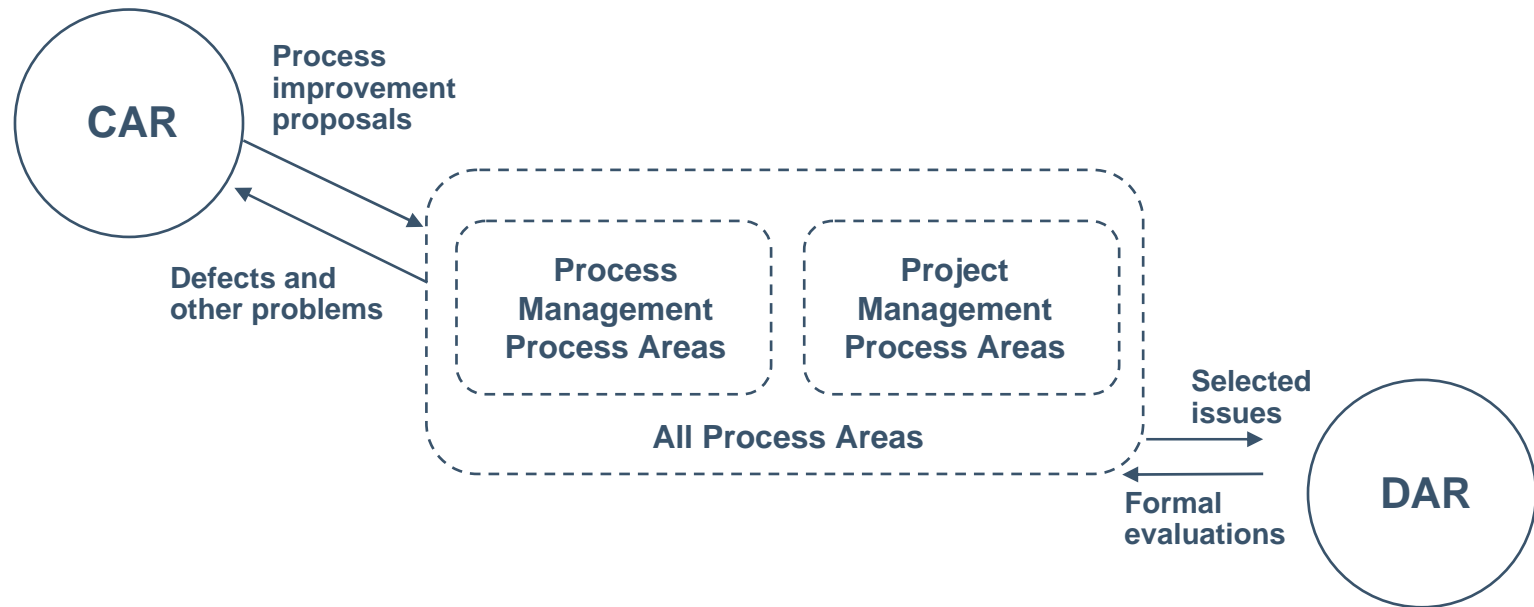 Process
improvement
proposals
CAR
Defects and
other problems
Process
Management
Process Areas
Project
Management
Process Areas
All Process Areas
Selected
issues
Formal
evaluations
DAR